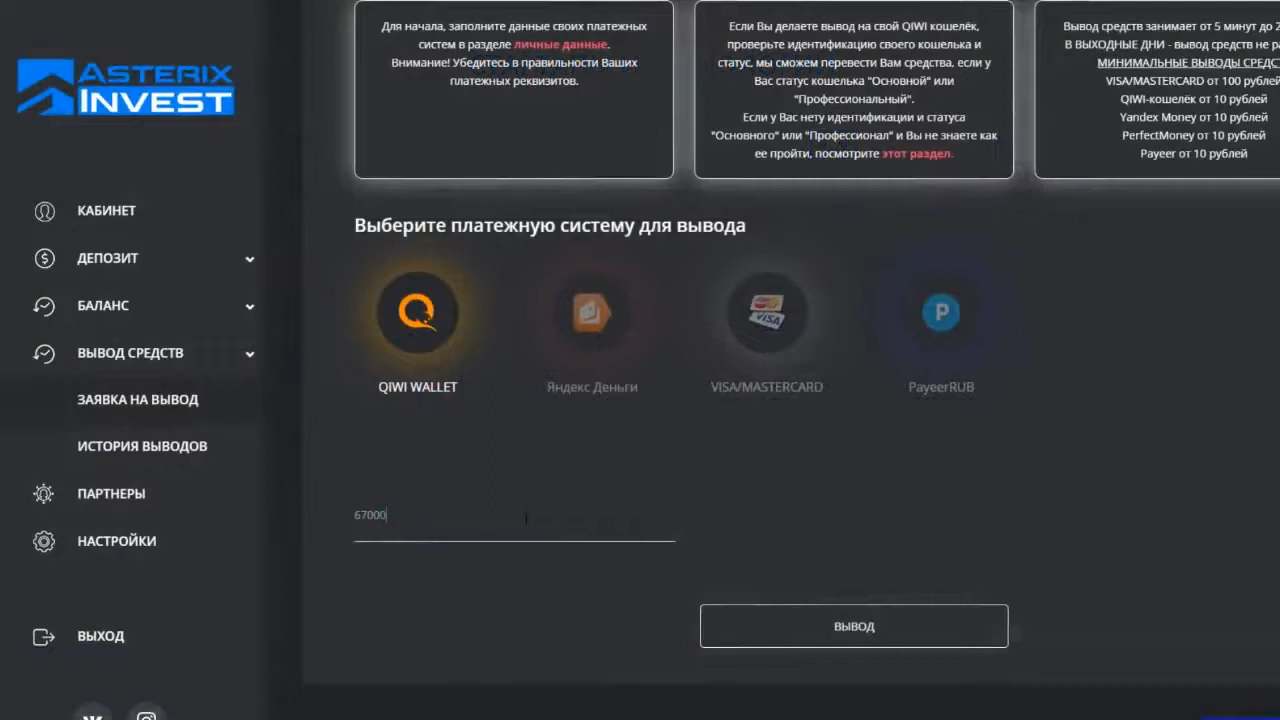 ASTERIX
INVEST
КАБИНЕТ
ДЕПОЗИТ
БАЛАНС
ВЫВОД СРЕДСТВ
ЗАЯВКА НА ВЫВОД
ИСТОРИЯ ВЫВОДОВ
ПАРТНЕРЫ
НАСТРОЙКИ
ВЫХОД
Для начала, заполните данные своих платежных
систем в разделе личные данные.
Внимание! Убедитесь в правильности Ваших
платежных реквизитов.
Если Вы делаете вывод на свой QIWI кошелёк,
проверьте идентификацию своего кошелька и
статус, мы сможем перевести Вам средства, если у
Вас статус кошелька "Основной" или
"Профессиональный".
Если у Вас нету идентификации и статуса
"Основного" или "Профессионал" и Вы не знаете как
ее пройти, посмотрите этот раздел.
Вывод средств занимает от 5 минут до 2
В ВЫХОДНЫЕ ДНИ - вывод средств не ра
МИНИМАЛЬНЫЕ ВЫВОДЫ СРЕДСТ
VISA/MASTERCARD от 100 рублей
QIWI-кошелёк от 10 рублей
Yandex Money от 10 рублей
PerfectMoney от 10 рублей
Payeer от 10 рублей
Выберите платежную систему для вывода
VISA
P
QIWI WALLET
Яндекс Деньги
VISA/MASTERCARD
PayeerRUB
67000
ВЫВОД